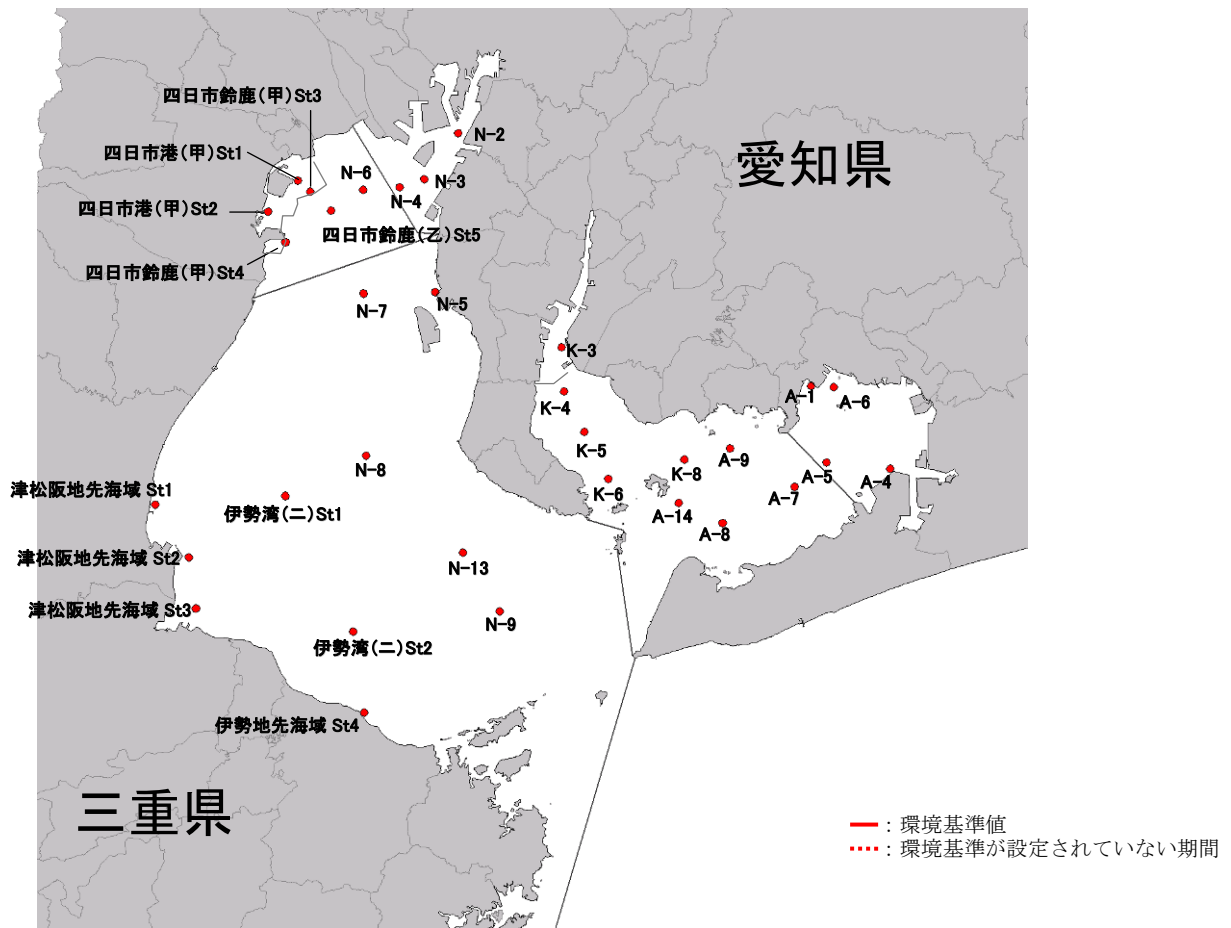 四日市鈴鹿(甲)St3
四日市港(甲)St1
N-2
愛知県
N-6
N-3
N-4
四日市港(甲)St2
四日市鈴鹿(乙)St5
四日市鈴鹿(甲)St4
N-7
N-5
K-3
A-1
A-6
K-4
K-5
N-8
K-8
A-9
A-5
A-4
K-6
A-7
津松阪地先海域 St1
伊勢湾(二)St1
A-14
A-8
津松阪地先海域 St2
N-13
津松阪地先海域 St3
N-9
伊勢湾(二)St2
伊勢地先海域 St4
三重県
:環境基準値
:環境基準が設定されていない期間